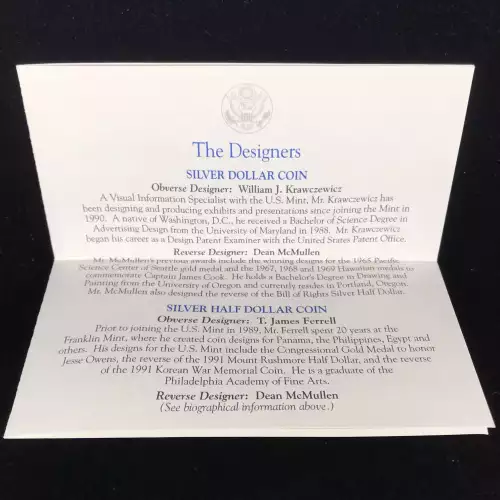 The Designers
SILVER DOLLAR COIN
Obverse Designer: William J. Krawczewicz
A Visual Information Specialist with the U.S. Mint, Mr. Krawczewicz has
been designing and producing exhibits and presentations since joining the Mint in
1990. A native of Washington, D.C., he received a Bachelor of Science Degree in
Advertising Design from the University of Maryland in 1988. Mr. Krawczewicz
began his career as a Design Patent Examiner with the United States Patent Office.
Reverse Designer: Dean McMullen
Mr. McMullen's previous awards include the winning designs for the 1965 Pacific
Science Center of Seattle gold medal and the 1967, 1968 and 1969 Hawaiian medals to
commemorate Captain James Cook. He holds a Bachelor's Degree in Drawing and
Painting from the University of Oregon and currently resides in Portland, Oregon.
Mr. McMullen also designed the reverse of the Bill of Rights Silver Half Dollar.
SILVER HALF DOLLAR COIN
Obverse Designer: T. James Ferrell
Prior to joining the U.S. Mint in 1989, Mr. Ferrell spent 20 years at the
Franklin Mint, where he created coin designs for Panama, the Philippines, Egypt and
others. His designs for the U.S. Mint include the Congressional Gold Medal to honor
Jesse Owens, the reverse of the 1991 Mount Rushmore Half Dollar, and the reverse
of the 1991 Korean War Memorial Coin. He is a graduate of the
Philadelphia Academy of Fine Arts.
Reverse Designer: Dean McMullen
(See biographical information above.)